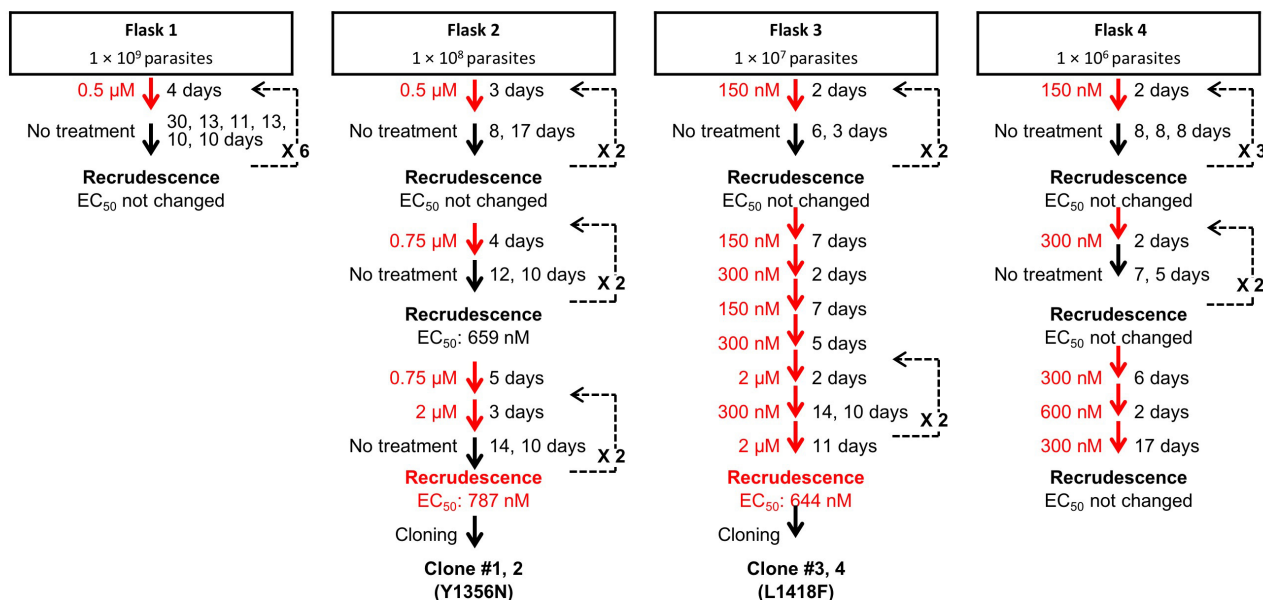 Flask 1
1 × 10⁹ parasites
0.5 µM 4 days
No treatment 30, 13, 11, 13,
10, 10 days
X 6
Recrudescence
EC₅₀ not changed
Flask 2
1 × 10⁸ parasites
0.5 µM 3 days
No treatment 8, 17 days
X 2
Recrudescence
EC₅₀ not changed
0.75 µM 4 days
No treatment 12, 10 days
X 2
Recrudescence
EC₅₀: 659 nM
0.75 µM 5 days
2 µM 3 days
No treatment 14, 10 days
X 2
Recrudescence
EC₅₀: 787 nM
Cloning
Clone #1, 2
(Y1356N)
Flask 3
1 × 10⁷ parasites
150 nM 2 days
No treatment 6, 3 days
X 2
Recrudescence
EC₅₀ not changed
150 nM 7 days
300 nM 2 days
150 nM 7 days
300 nM 5 days
2 µM 2 days
300 nM 14, 10 days
X 2
2 µM 11 days
Recrudescence
EC₅₀: 644 nM
Cloning
Clone #3, 4
(L1418F)
Flask 4
1 × 10⁶ parasites
150 nM 2 days
No treatment 8, 8, 8 days
X 3
Recrudescence
EC₅₀ not changed
300 nM 2 days
No treatment 7, 5 days
X 2
Recrudescence
EC₅₀ not changed
300 nM 6 days
600 nM 2 days
300 nM 17 days
Recrudescence
EC₅₀ not changed